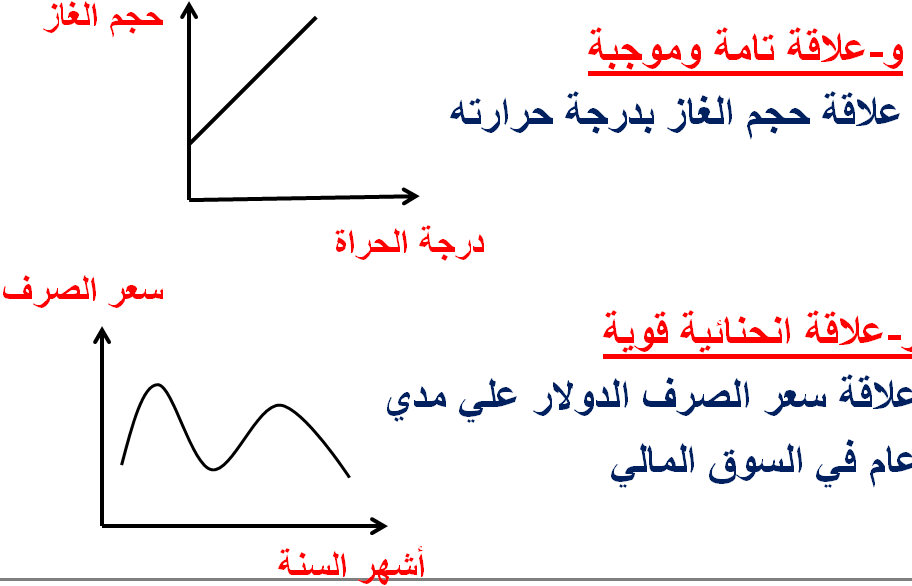 حجم الغاز
و-علاقة تامة وموجبة
علاقة حجم الغاز بدرجة حرارته
درجة الحراة
سعر الصرف
ر-علاقة انحنائية قوية
علاقة سعر الصرف الدولار علي مدي
عام في السوق المالي
أشهر السنة